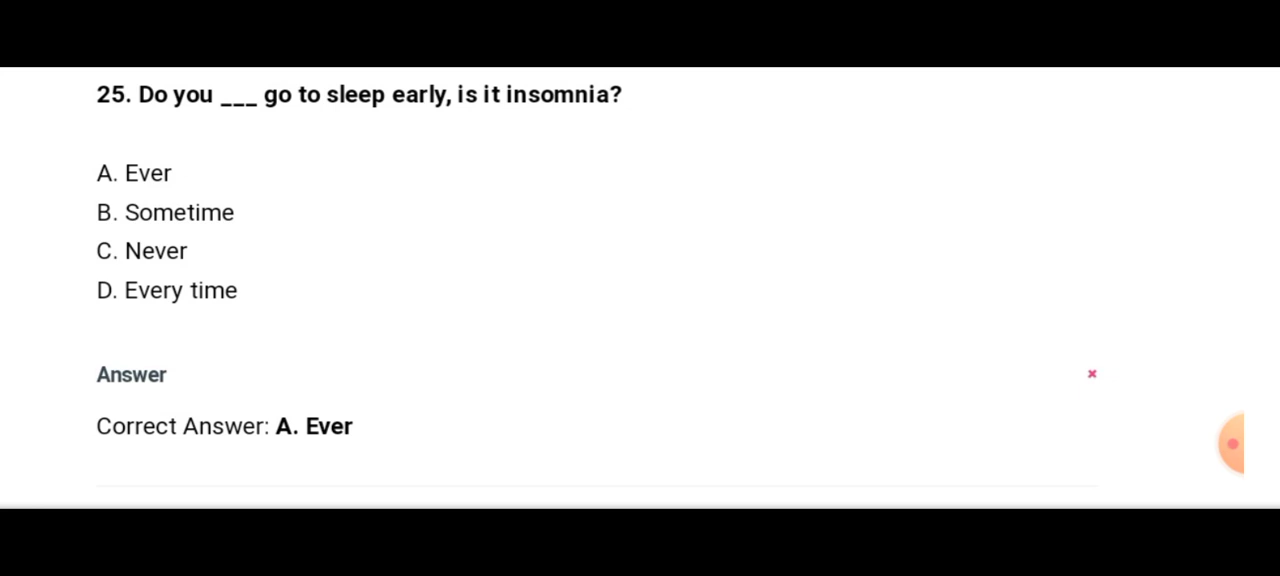 25. Do you ___ go to sleep early, is it insomnia?
A. Ever
B. Sometime
C. Never
D. Every time
Answer
Correct Answer: A. Ever